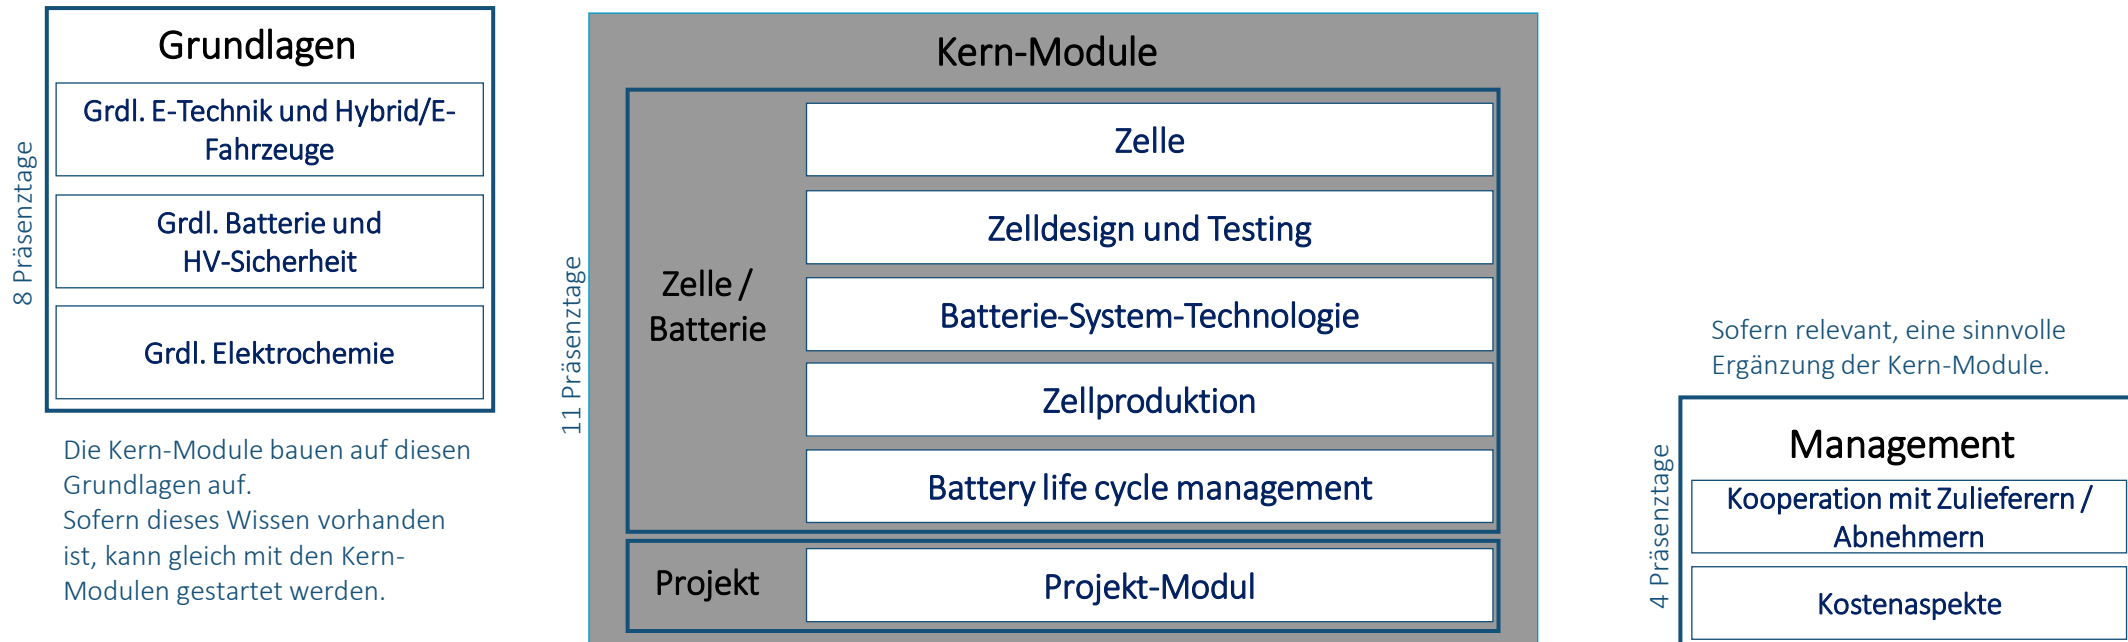 Grundlagen
8 Präsenztage
Grdl. E-Technik und Hybrid/E-
Fahrzeuge
Grdl. Batterie und
HV-Sicherheit
Grdl. Elektrochemie
Die Kern-Module bauen auf diesen
Grundlagen auf.
Sofern dieses Wissen vorhanden
ist, kann gleich mit den Kern-
Modulen gestartet werden.
Kern-Module
11 Präsenztage
Zelle /
Batterie
Zelle
Zelldesign und Testing
Batterie-System-Technologie
Zellproduktion
Battery life cycle management
Projekt
Projekt-Modul
Sofern relevant, eine sinnvolle
Ergänzung der Kern-Module.
Management
4 Präsenztage
Kooperation mit Zulieferern /
Abnehmern
Kostenaspekte